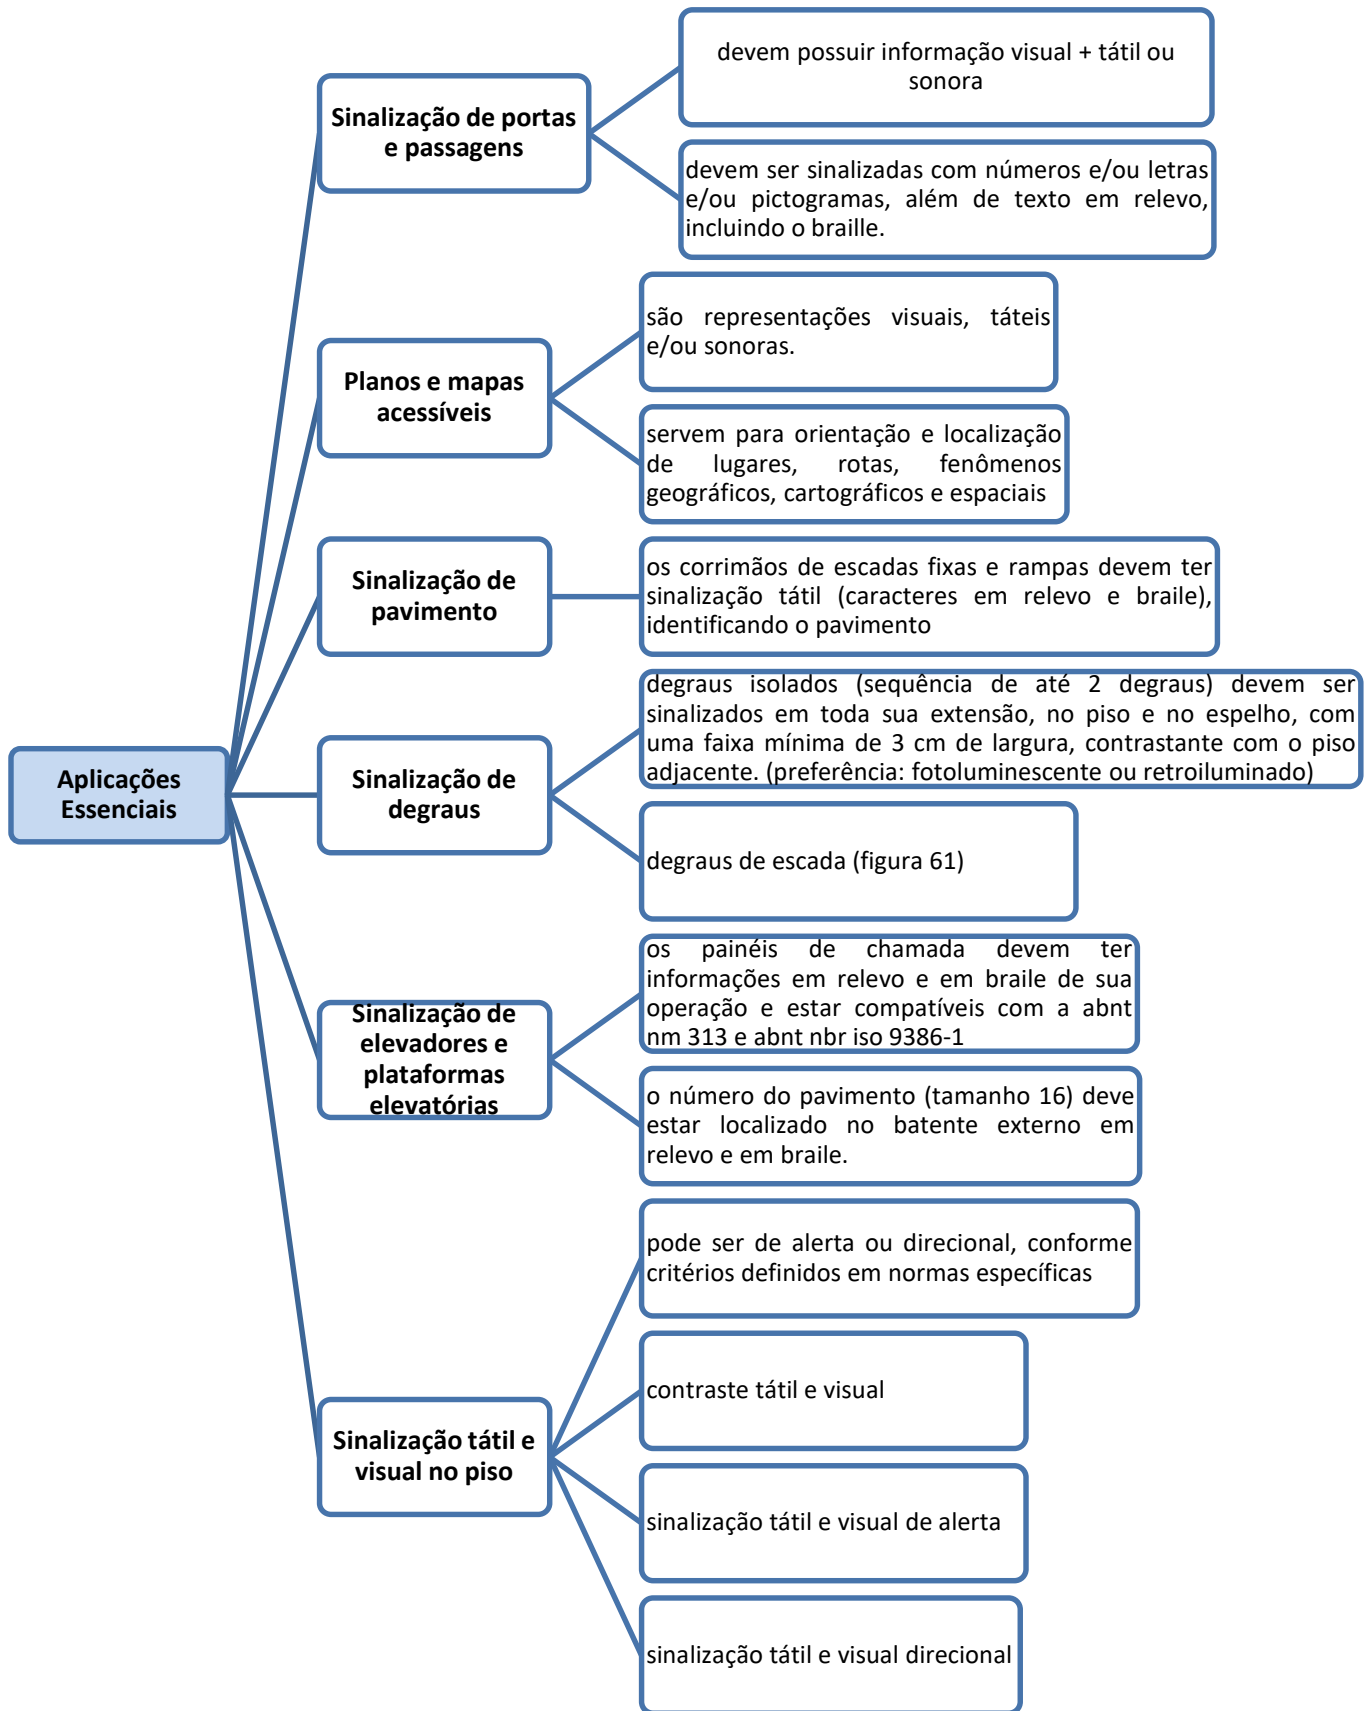 Aplicações
Essenciais
Sinalização de portas
e passagens
devem possuir informação visual + tátil ou
sonora
devem ser sinalizadas com números e/ou letras
e/ou pictogramas, além de texto em relevo,
incluindo o braille.
Planos e mapas
acessíveis
são representações visuais, táteis
e/ou sonoras.
servem para orientação e localização
de lugares, rotas, fenômenos
geográficos, cartográficos e espaciais
Sinalização de
pavimento
os corrimãos de escadas fixas e rampas devem ter
sinalização tátil (caracteres em relevo e braile),
identificando o pavimento
Sinalização de
degraus
degraus isolados (sequência de até 2 degraus) devem ser
sinalizados em toda sua extensão, no piso e no espelho, com
uma faixa mínima de 3 cm de largura, contrastante com o piso
adjacente. (preferência: fotoluminescente ou retroiluminado)
degraus de escada (figura 61)
Sinalização de
elevadores e
plataformas
elevatórias
os painéis de chamada devem ter
informações em relevo e em braile de sua
operação e estar compatíveis com a abnt
nm 313 e abnt nbr iso 9386-1
o número do pavimento (tamanho 16) deve
estar localizado no batente externo em
relevo e em braile.
Sinalização tátil e
visual no piso
pode ser de alerta ou direcional, conforme
critérios definidos em normas específicas
contraste tátil e visual
sinalização tátil e visual de alerta
sinalização tátil e visual direcional